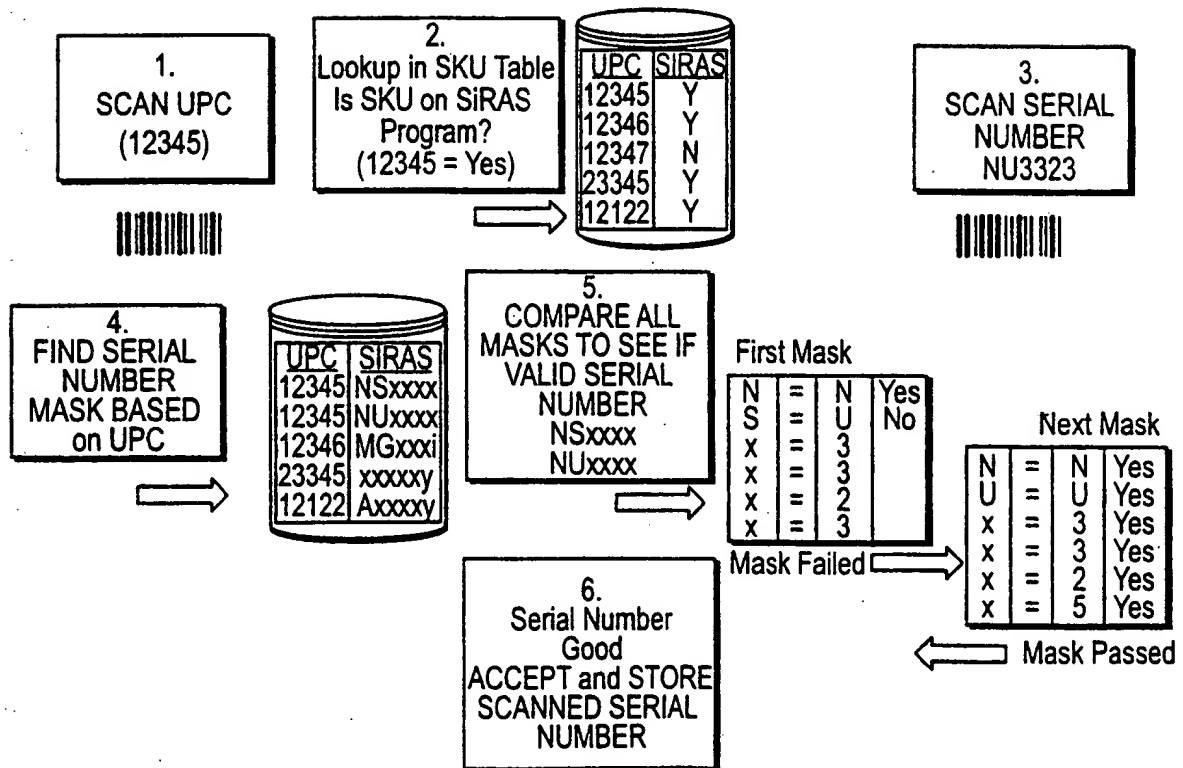 1.
SCAN UPC
(12345)
2.
Lookup in SKU Table
Is SKU on SiRAS
Program?
(12345 = Yes)
UPC SIRAS
12345 Y
12346 Y
12347 N
23345 Y
12122 Y
3.
SCAN SERIAL
NUMBER
NU3323
4.
FIND SERIAL
NUMBER
MASK BASED
on UPC
UPC SIRAS
12345 NSxxxx
12345 NUxxxx
12346 MGxxxi
23345 xxxxxy
12122 Axxxxy
5.
COMPARE ALL
MASKS TO SEE IF
VALID SERIAL
NUMBER
NSxxxx
NUxxxx
First Mask
N = N Yes
S = U No
x = 3
x = 3
x = 2
x = 3
Mask Failed
Next Mask
N = N Yes
U = U Yes
x = 3 Yes
x = 3 Yes
x = 2 Yes
x = 5 Yes
Mask Passed
6.
Serial Number
Good
ACCEPT and STORE
SCANNED SERIAL
NUMBER